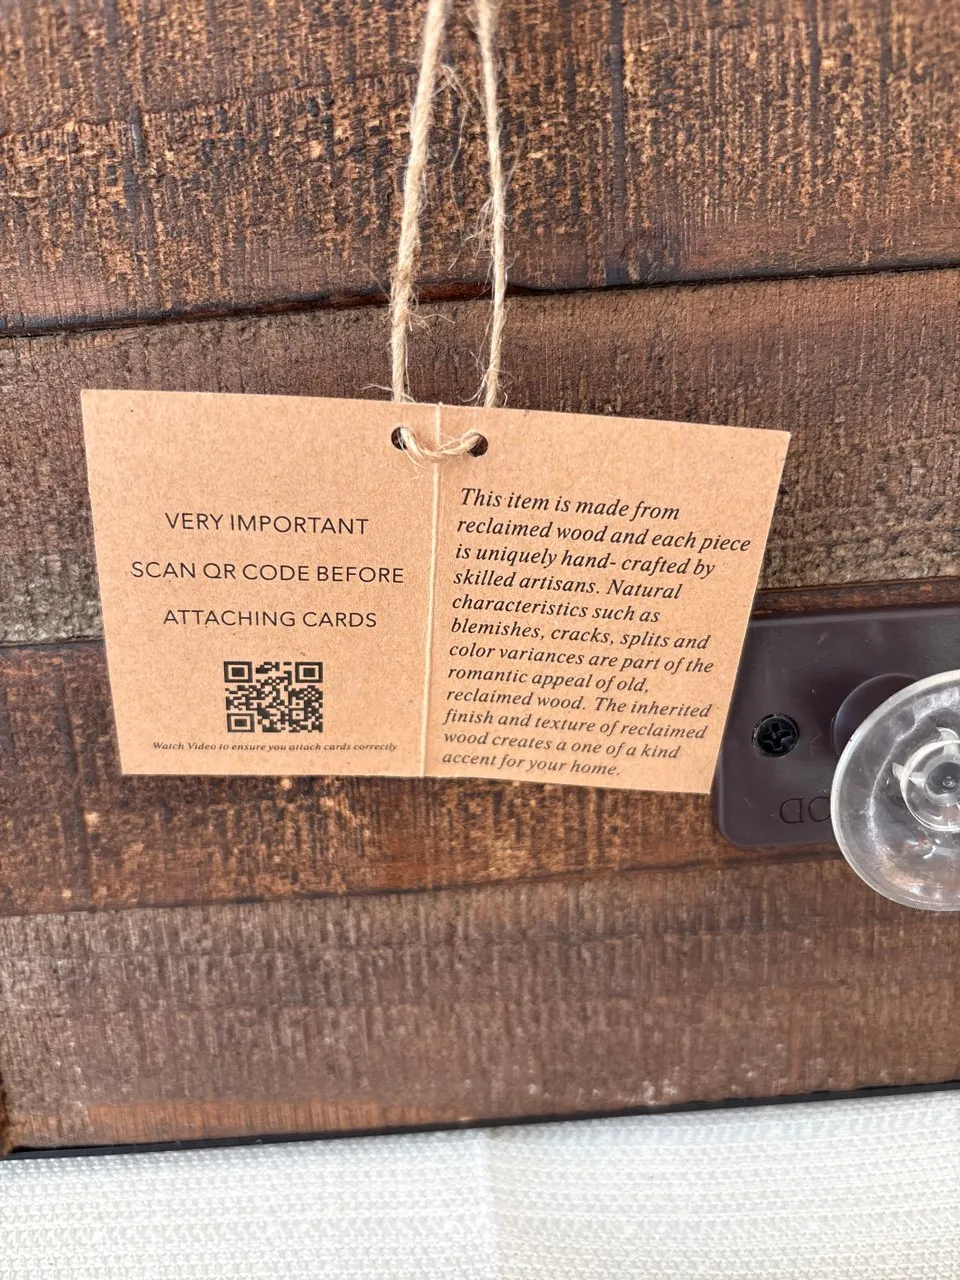 VERY IMPORTANT
SCAN QR CODE BEFORE
ATTACHING CARDS
Watch Video to ensure you attach cards correctly
This item is made from
reclaimed wood and each piece
is uniquely hand- crafted by
skilled artisans. Natural
characteristics such as
blemishes, cracks, splits and
color variances are part of the
romantic appeal of old,
reclaimed wood. The inherited
finish and texture of reclaimed
wood creates a one of a kind
accent for your home.